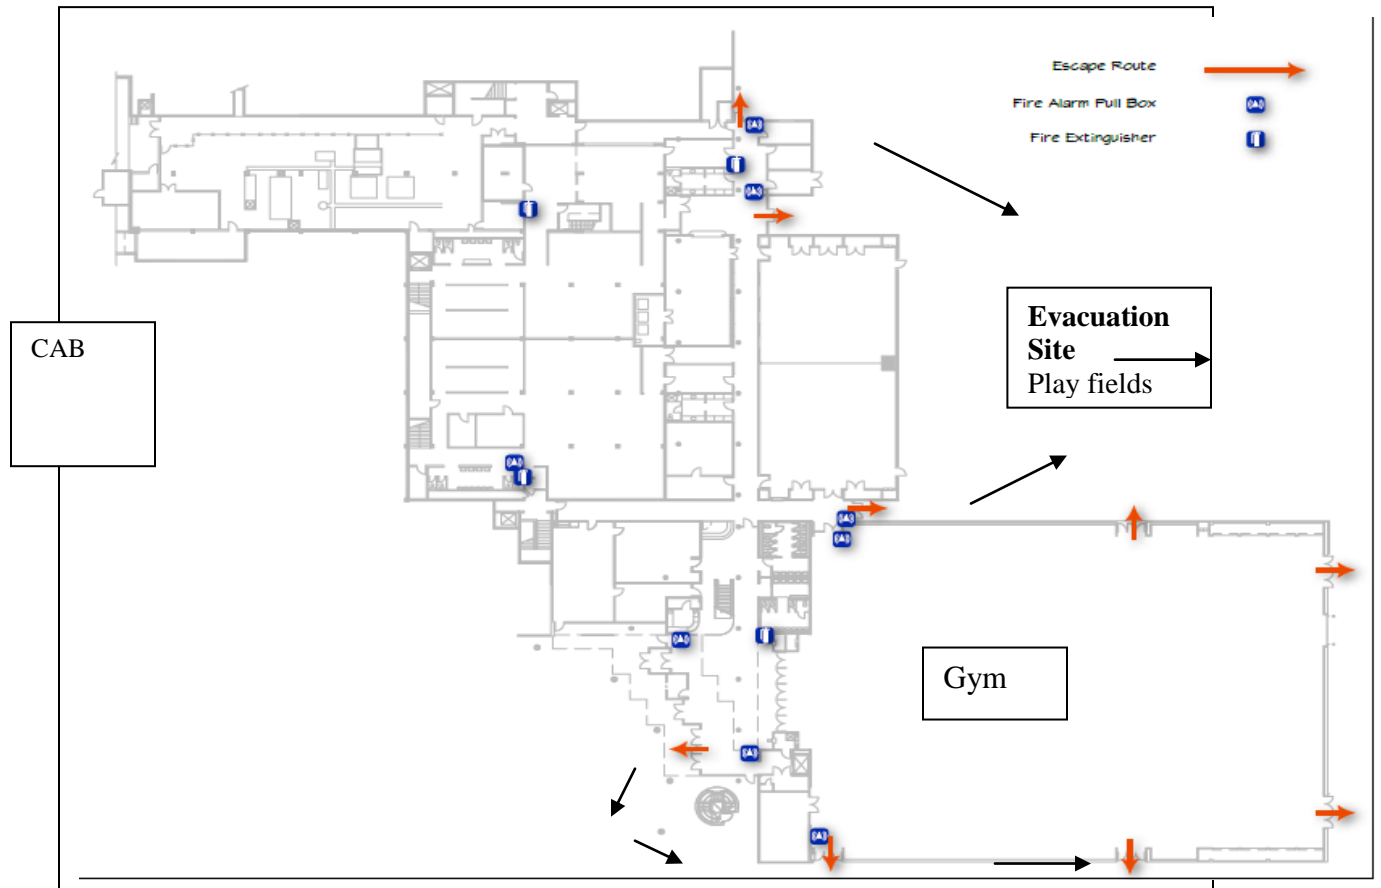 Escape Route
Fire Alarm Pull Box
Fire Extinguisher
CAB
Evacuation
Site
Play fields
Gym